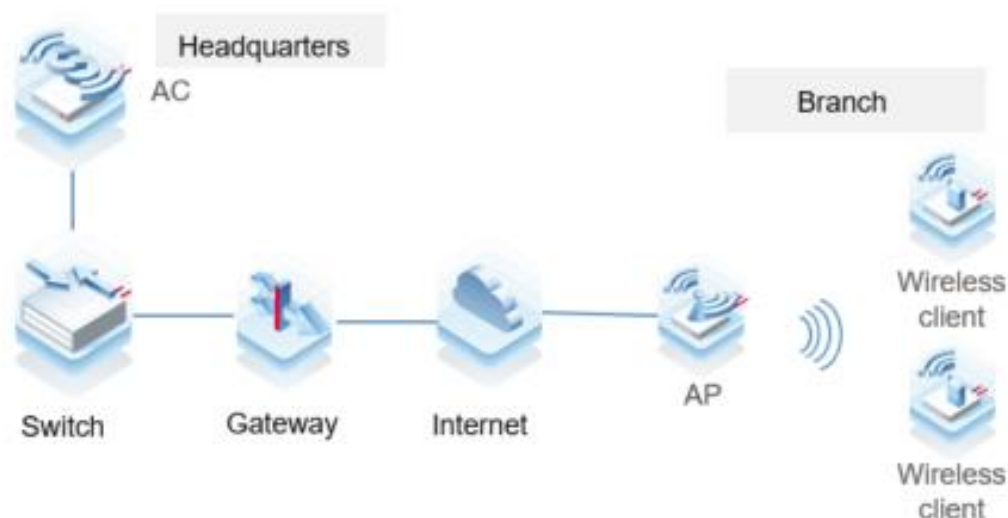 Headquarters
AC
Branch
Wireless
client
Switch
Gateway
Internet
AP
Wireless
client